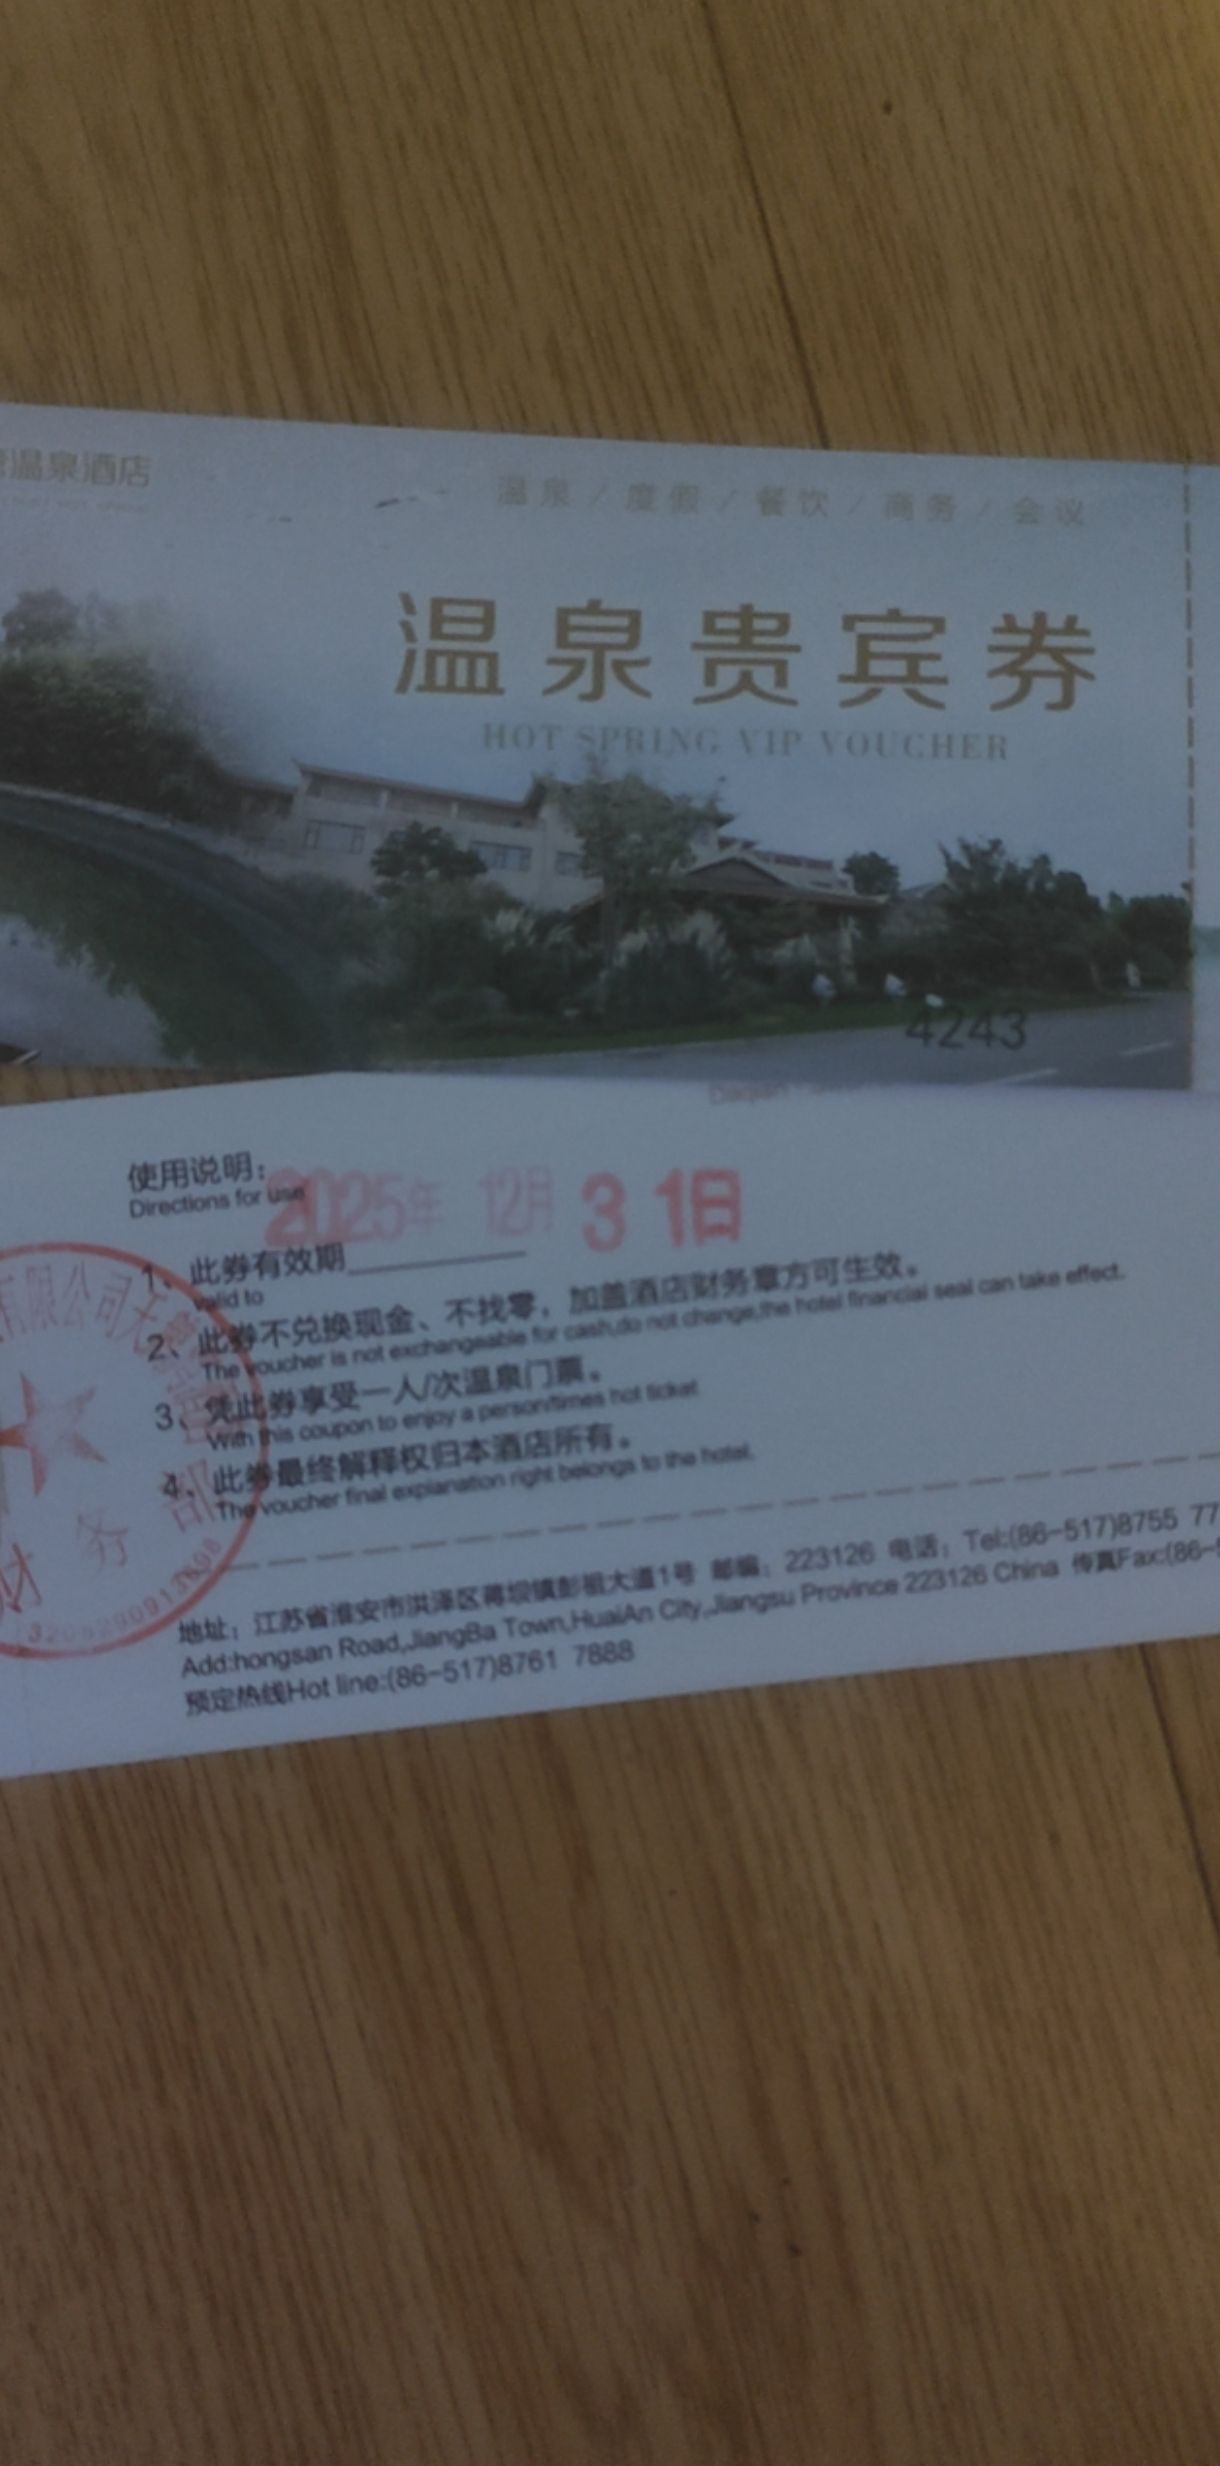 温泉酒店
温泉 / 度假 / 餐饮 / 商务 / 会议
温泉贵宾券
HOT SPRING VIP VOUCHER
4243
使用说明：
Directions for use
2025年 12月 31日
1、此券有效期
Valid to
2、此券不兑换现金、不找零，加盖酒店财务章方可生效。
The voucher is not exchangeable for cash,do not change,the hotel financial seal can take effect.
3、凭此券享受一人/次温泉门票。
With this coupon to enjoy a person/times hot ticket
4、此券最终解释权归本酒店所有。
The voucher final explanation right belongs to the hotel.
有限公司天
财务部
地址：江苏省淮安市洪泽区蒋坝镇彭祖大道1号 邮编：223126 电话：Tel:(86-517)8755 77
Add:hongsan Road,JiangBa Town,HuaiAn City,Jiangsu Province 223126 China 传真Fax:(86-5
预定热线Hot line:(86-517)8761 7888